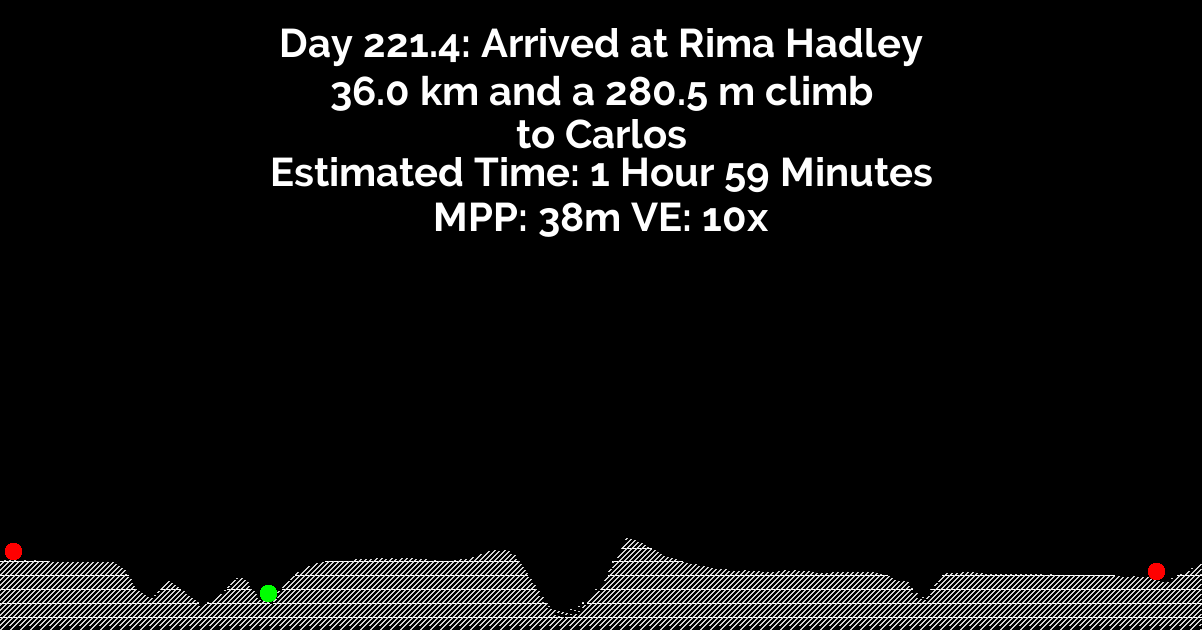 Day 221.4: Arrived at Rima Hadley
36.0 km and a 280.5 m climb
to Carlos
Estimated Time: 1 Hour 59 Minutes
MPP: 38m VE: 10x